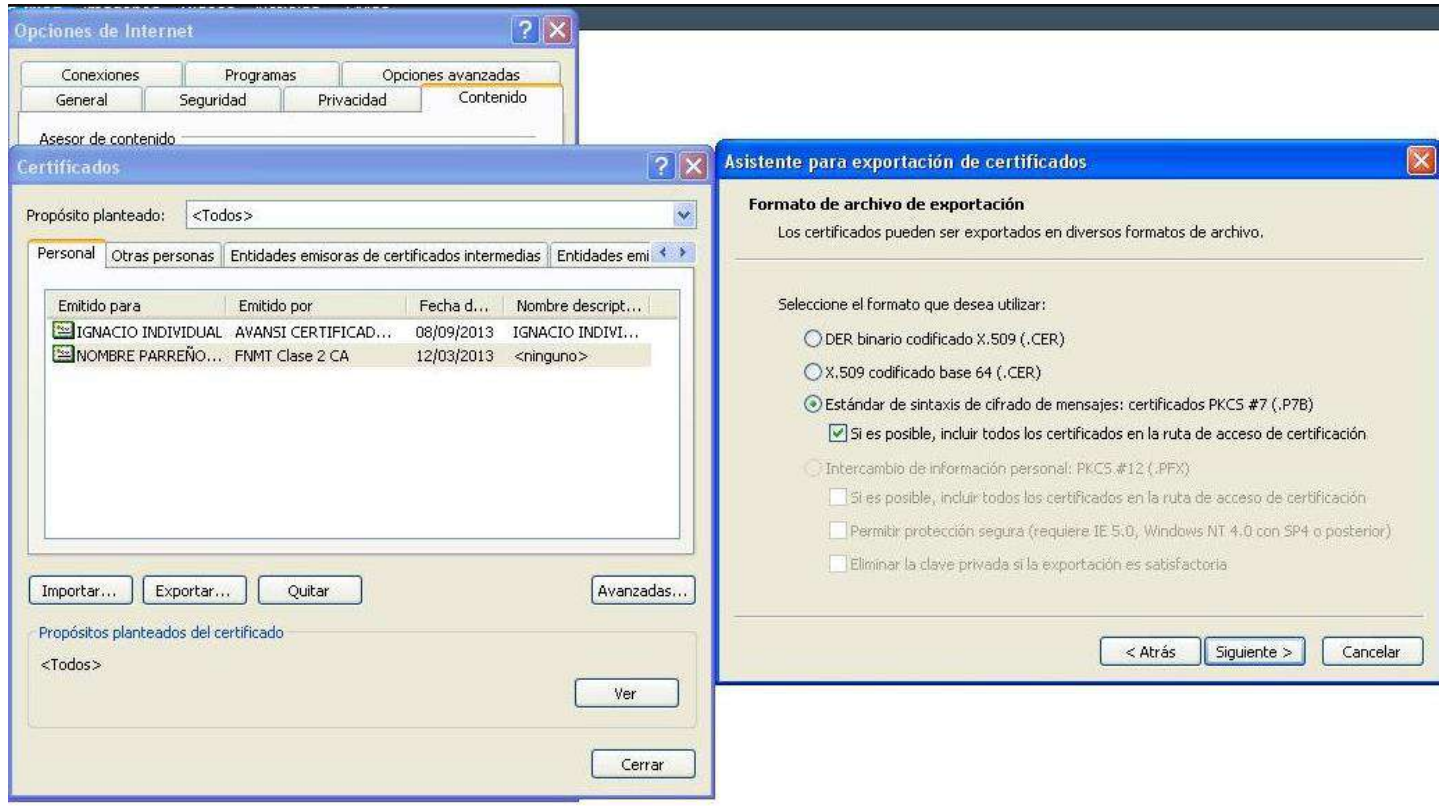 Opciones de Internet
Conexiones Programas Opciones avanzadas
General Seguridad Privacidad Contenido
Asesor de contenido
Certificados
Propósito planteado: <Todos>
Personal Otras personas Entidades emisoras de certificados intermedias Entidades emi
Emitido para Emitido por Fecha d... Nombre descript...
IGNACIO INDIVIDUAL AVANSI CERTIFICAD... 08/09/2013 IGNACIO INDIVI...
NOMBRE PARREÑO... FNMT Clase 2 CA 12/03/2013 <ninguno>
Importar... Exportar... Quitar Avanzadas...
Propósitos planteados del certificado
<Todos>
Ver
Cerrar
Asistente para exportación de certificados
Formato de archivo de exportación
Los certificados pueden ser exportados en diversos formatos de archivo.
Seleccione el formato que desea utilizar:
DER binario codificado X.509 (.CER)
X.509 codificado base 64 (.CER)
Estándar de sintaxis de cifrado de mensajes: certificados PKCS #7 (.P7B)
Si es posible, incluir todos los certificados en la ruta de acceso de certificación
Intercambio de información personal: PKCS #12 (.PFX)
Si es posible, incluir todos los certificados en la ruta de acceso de certificación
Permitir protección segura (requiere IE 5.0, Windows NT 4.0 con SP4 o posterior)
Eliminar la clave privada si la exportación es satisfactoria
< Atrás Siguiente > Cancelar